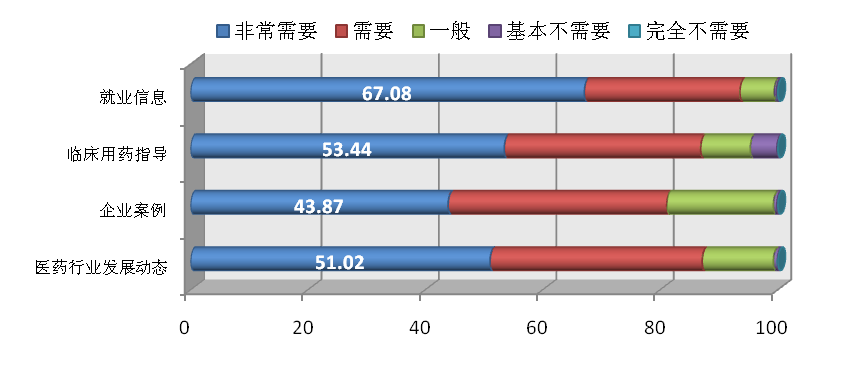 非常需要 需要 一般 基本不需要 完全不需要
就业信息 67.08
临床用药指导 53.44
企业案例 43.87
医药行业发展动态 51.02
0 20 40 60 80 100